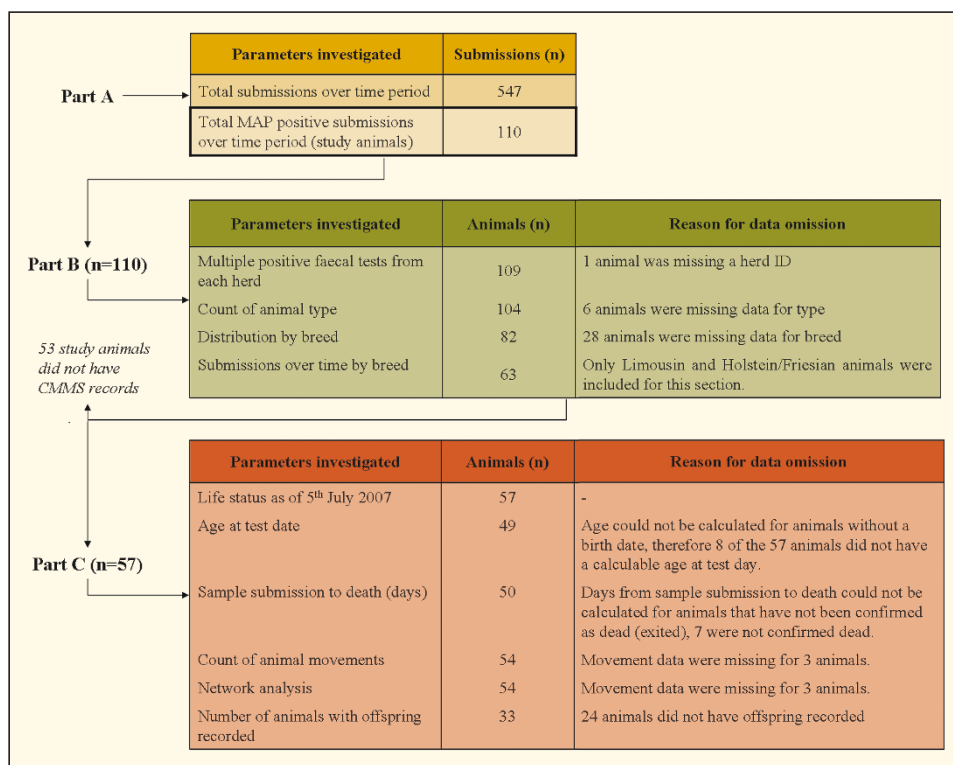 Parameters investigated Submissions (n)
Part A
Total submissions over time period 547
Total MAP positive submissions
over time period (study animals)
110
Parameters investigated Animals (n) Reason for data omission
Part B (n=110)
Multiple positive faecal tests from
each herd
109
1 animal was missing a herd ID
Count of animal type 104 6 animals were missing data for type
Distribution by breed 82 28 animals were missing data for breed
Submissions over time by breed 63 Only Limousin and Holstein/Friesian animals were
included for this section.
53 study animals
did not have
CMMS records
Parameters investigated Animals (n) Reason for data omission
Part C (n=57)
Life status as of 5th July 2007 57 -
Age at test date 49 Age could not be calculated for animals without a
birth date, therefore 8 of the 57 animals did not have
a calculable age at test day.
Sample submission to death (days) 50 Days from sample submission to death could not be
calculated for animals that have not been confirmed
as dead (exited), 7 were not confirmed dead.
Count of animal movements 54 Movement data were missing for 3 animals.
Network analysis 54 Movement data were missing for 3 animals.
Number of animals with offspring
recorded
33
24 animals did not have offspring recorded